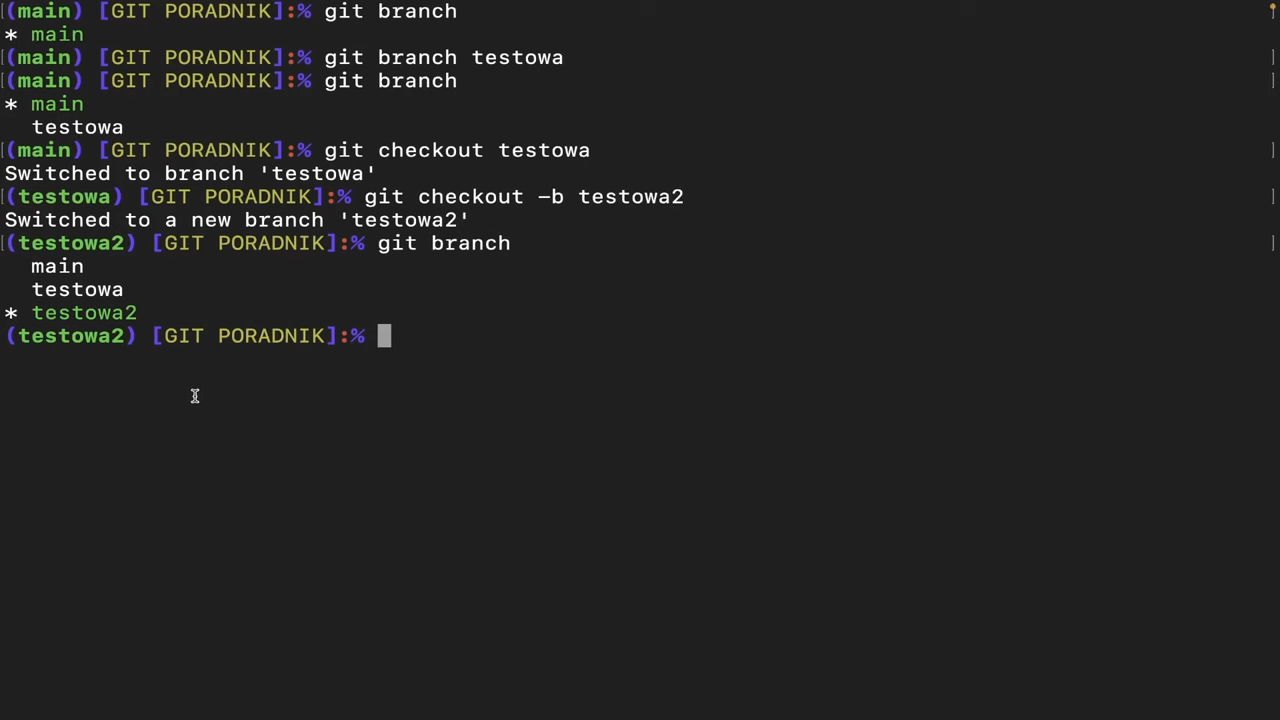 (main) [GIT PORADNIK]:% git branch
* main
(main) [GIT PORADNIK]:% git branch testowa
(main) [GIT PORADNIK]:% git branch
* main
testowa
(main) [GIT PORADNIK]:% git checkout testowa
Switched to branch 'testowa'
(testowa) [GIT PORADNIK]:% git checkout -b testowa2
Switched to a new branch 'testowa2'
(testowa2) [GIT PORADNIK]:% git branch
main
testowa
* testowa2
(testowa2) [GIT PORADNIK]:%